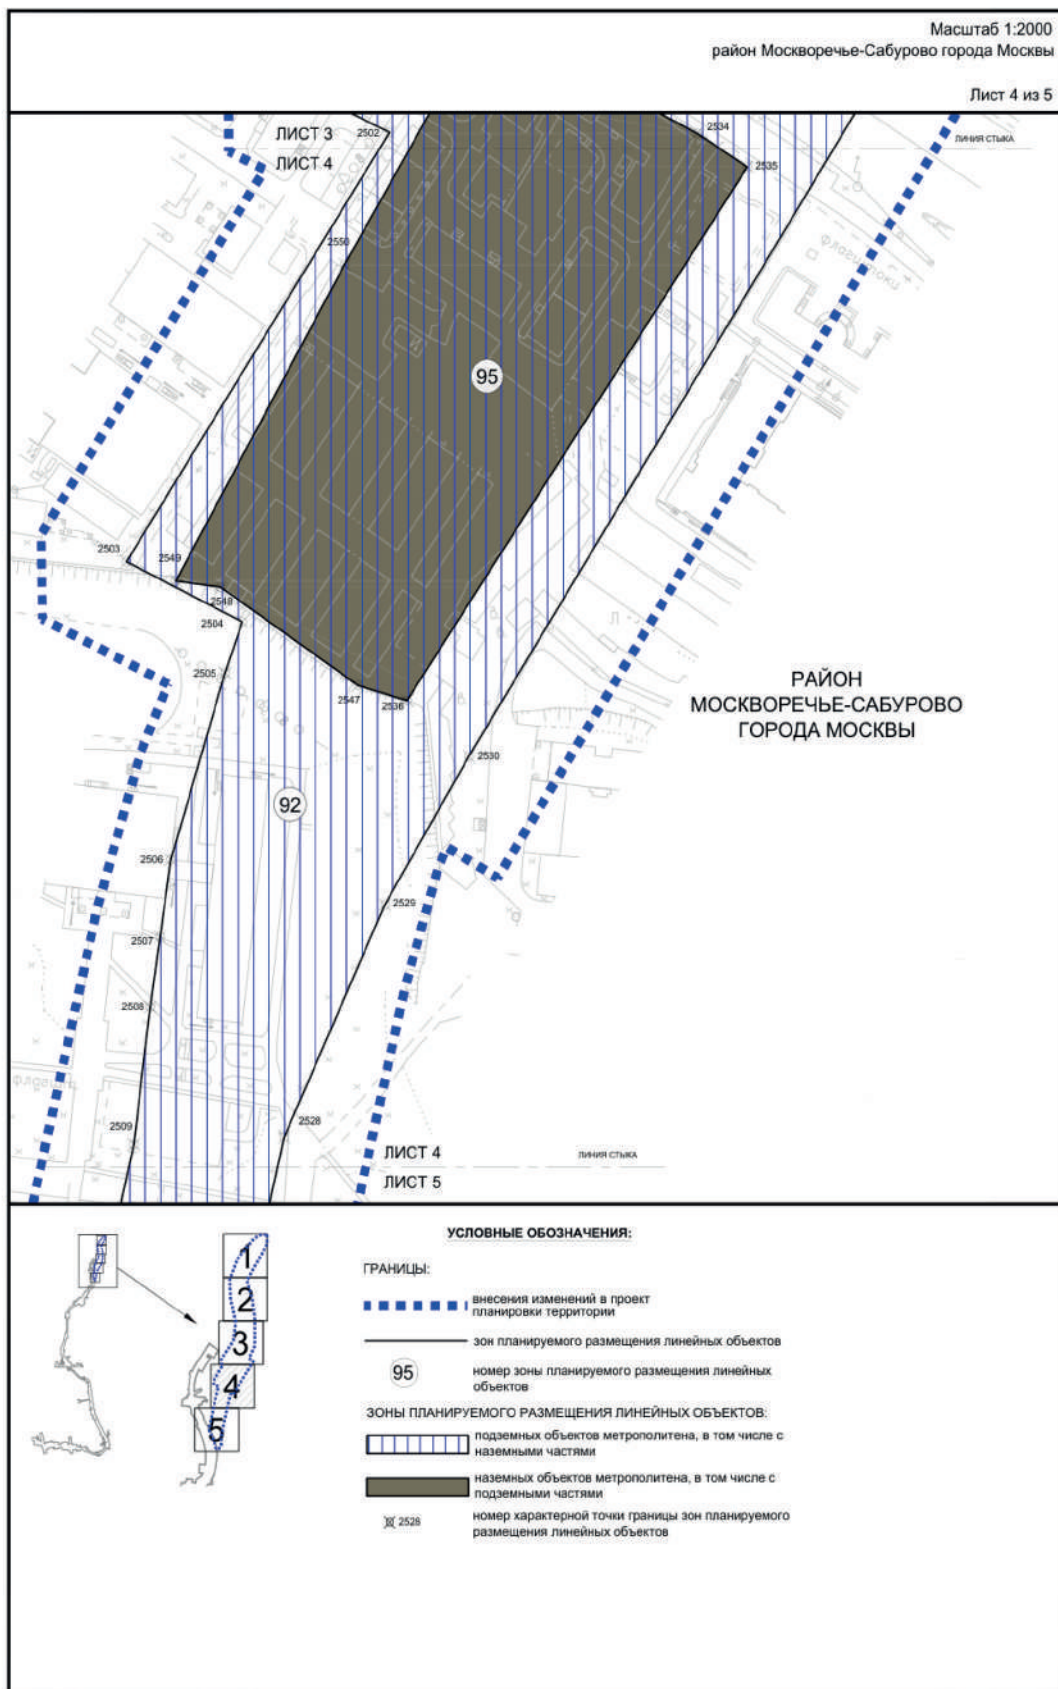 Масштаб 1:2000
район Москворечье-Сабурово города Москвы
Лист 4 из 5
ЛИСТ 3
ЛИСТ 4
2502
2534
2535
ЛИНИЯ СТЫКА
2550
95
2503
2549
2548
2504
2505
2547
2536
РАЙОН
МОСКВОРЕЧЬЕ-САБУРОВО
ГОРОДА МОСКВЫ
2530
92
2506
2529
2507
2508
2509
2528
ЛИСТ 4
ЛИСТ 5
ЛИНИЯ СТЫКА
1
2
3
4
5
УСЛОВНЫЕ ОБОЗНАЧЕНИЯ:
ГРАНИЦЫ:
внесения изменений в проект
планировки территории
зон планируемого размещения линейных объектов
95
номер зоны планируемого размещения линейных
объектов
ЗОНЫ ПЛАНИРУЕМОГО РАЗМЕЩЕНИЯ ЛИНЕЙНЫХ ОБЪЕКТОВ:
подземных объектов метрополитена, в том числе с
наземными частями
наземных объектов метрополитена, в том числе с
подземными частями
2528
номер характерной точки границы зон планируемого
размещения линейных объектов